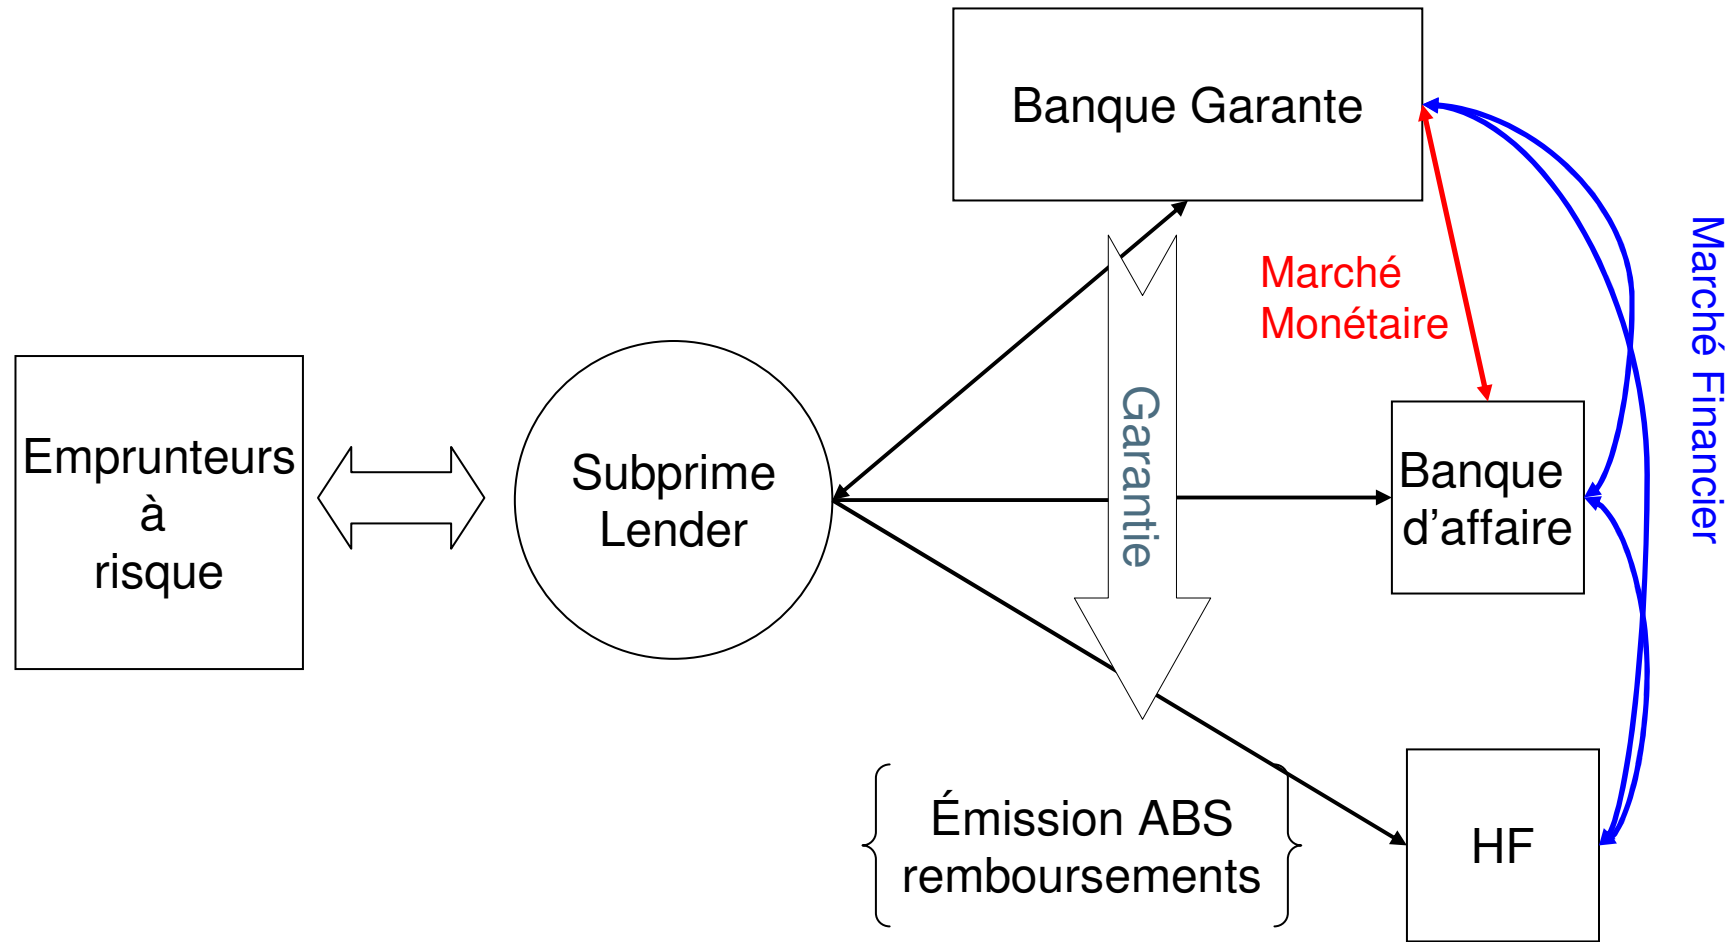 Banque Garante
Marché
Monétaire
Marché Financier
Emprunteurs
à
risque
Subprime
Lender
Garantie
Banque
d’affaire
Émission ABS
remboursements
HF